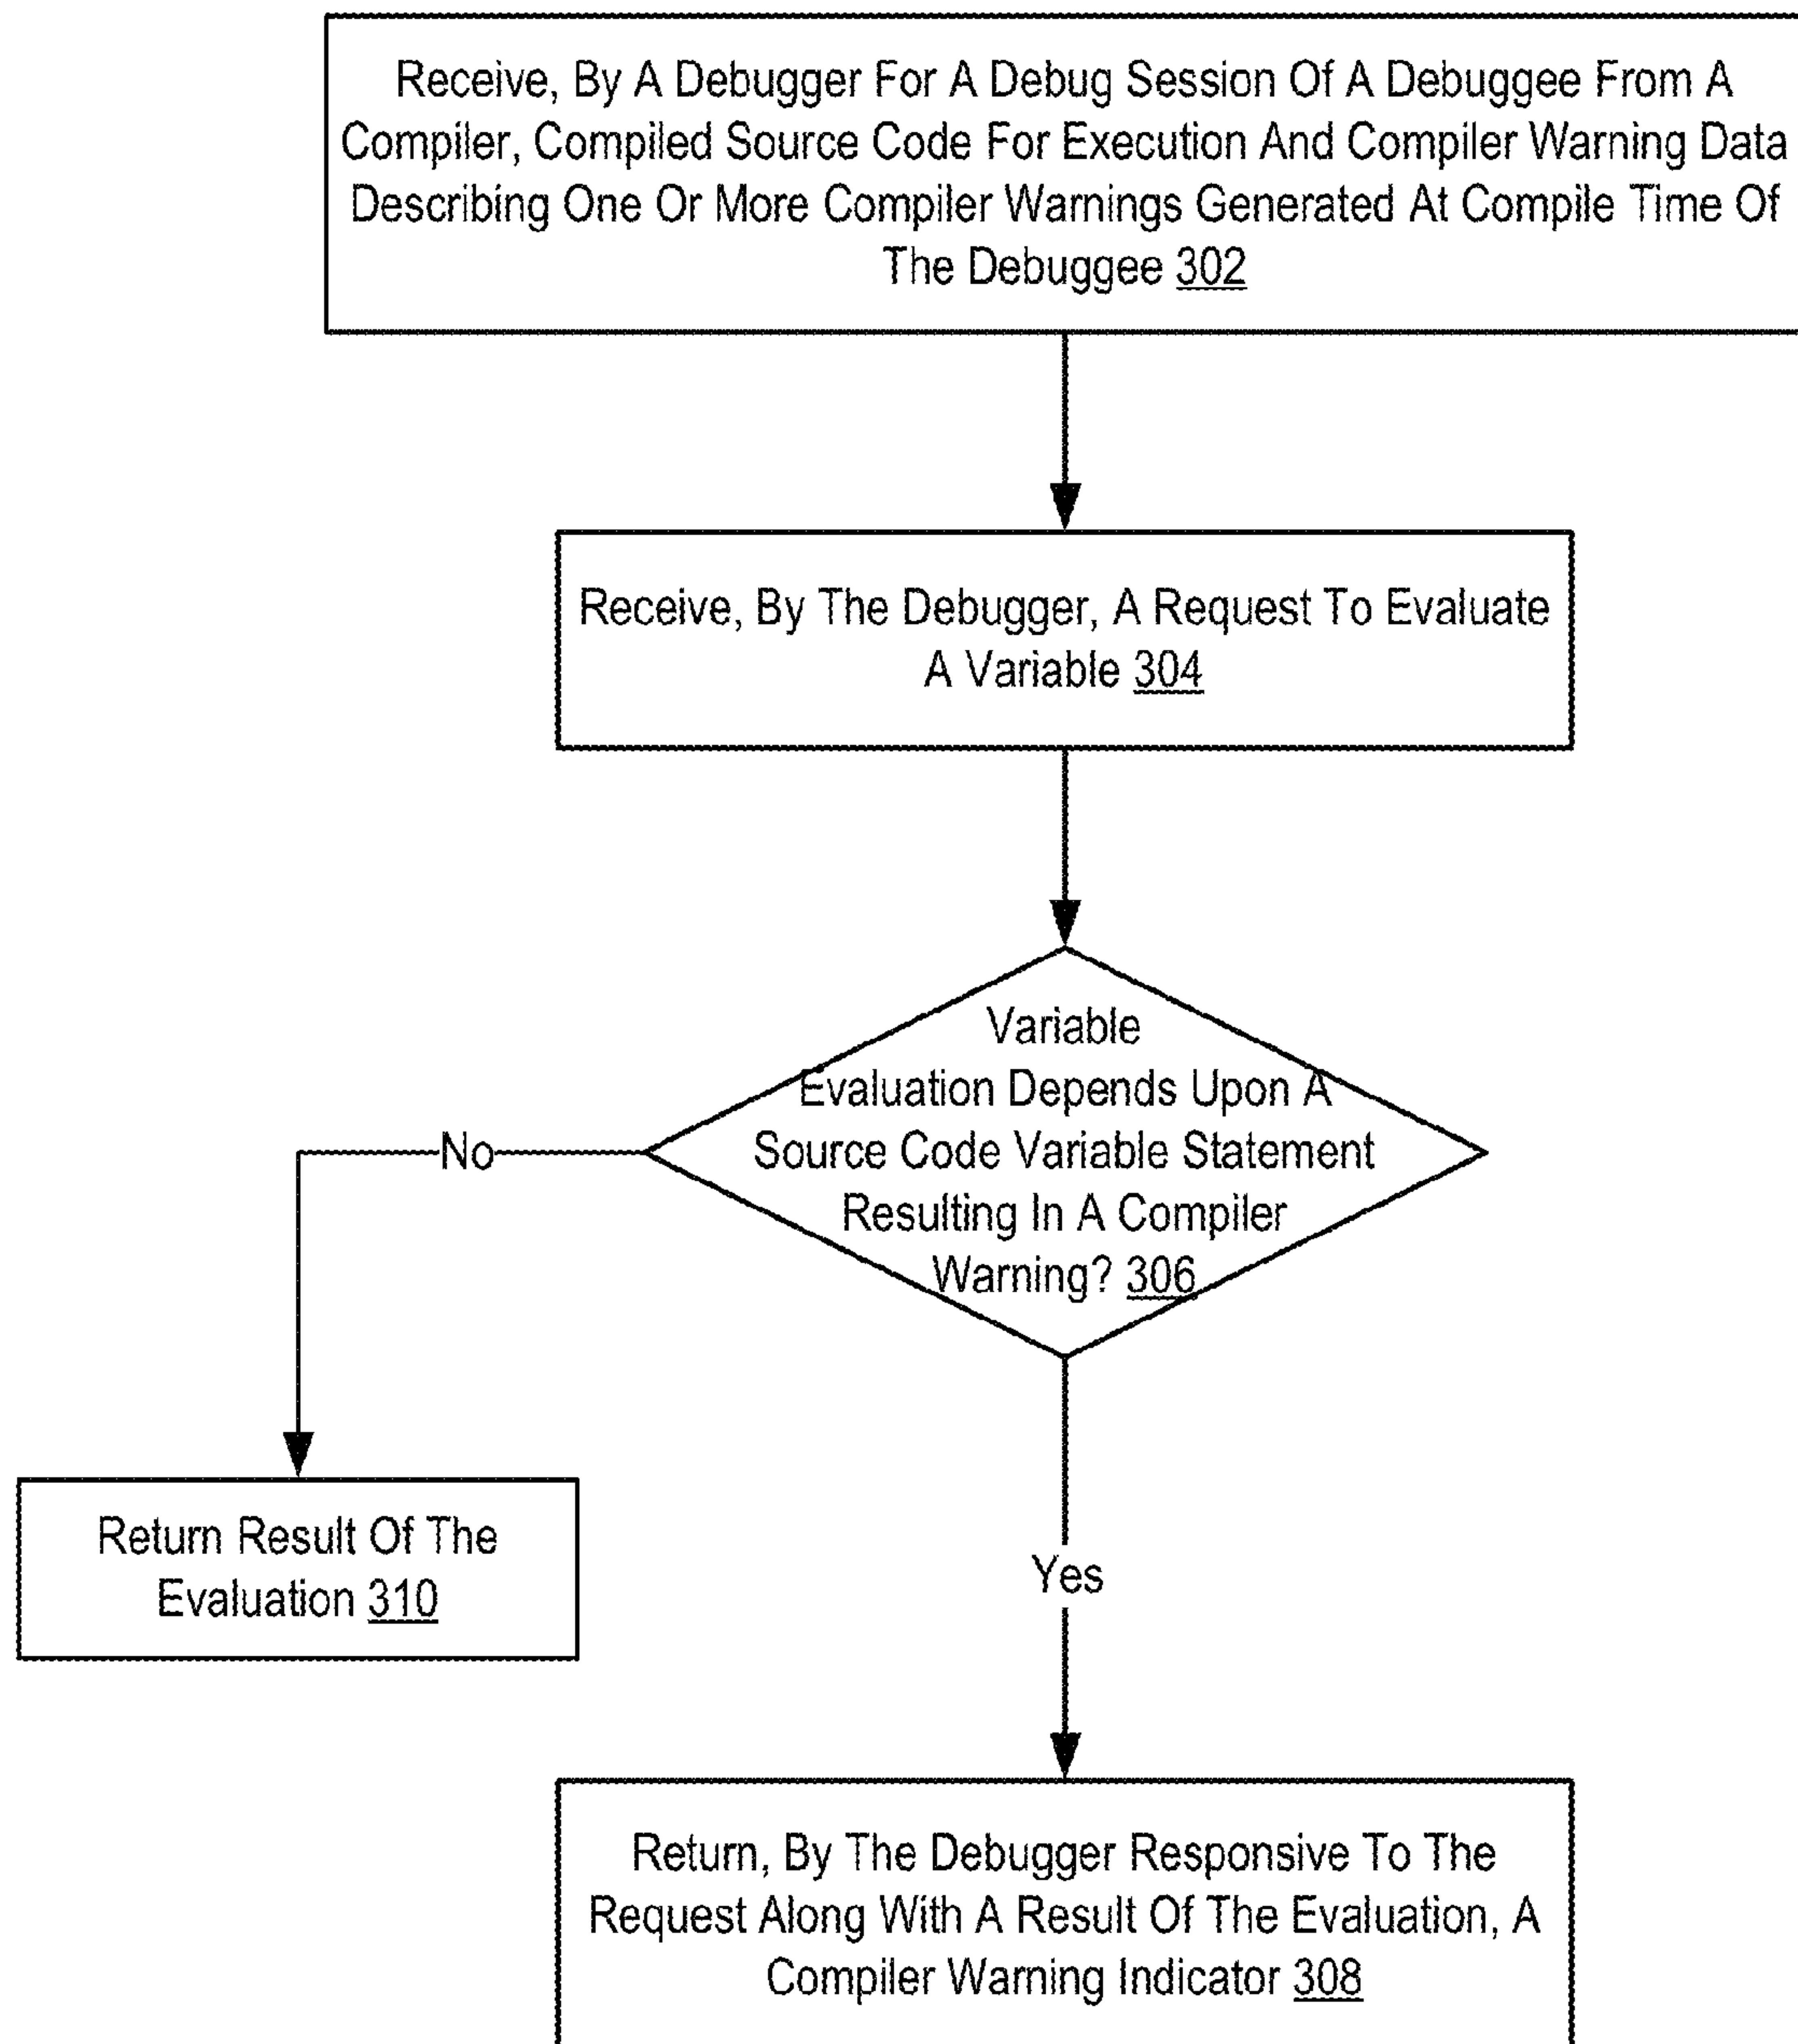 Receive, By A Debugger For A Debug Session Of A Debuggee From A
Compiler, Compiled Source Code For Execution And Compiler Warning Data
Describing One Or More Compiler Warnings Generated At Compile Time Of
The Debuggee 302
Receive, By The Debugger, A Request To Evaluate
A Variable 304
Variable
Evaluation Depends Upon A
Source Code Variable Statement
Resulting In A Compiler
Warning? 306
No
Return Result Of The
Evaluation 310
Yes
Return, By The Debugger Responsive To The
Request Along With A Result Of The Evaluation, A
Compiler Warning Indicator 308